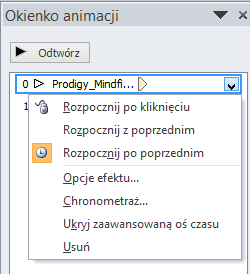 Okienko animacji
Odtwórz
0 Prodigy_Mindfi...
1
Rozpocznij po kliknięciu
Rozpocznij z poprzednim
Rozpocznij po poprzednim
Opcje efektu...
Chronometraż...
Ukryj zaawansowaną oś czasu
Usuń